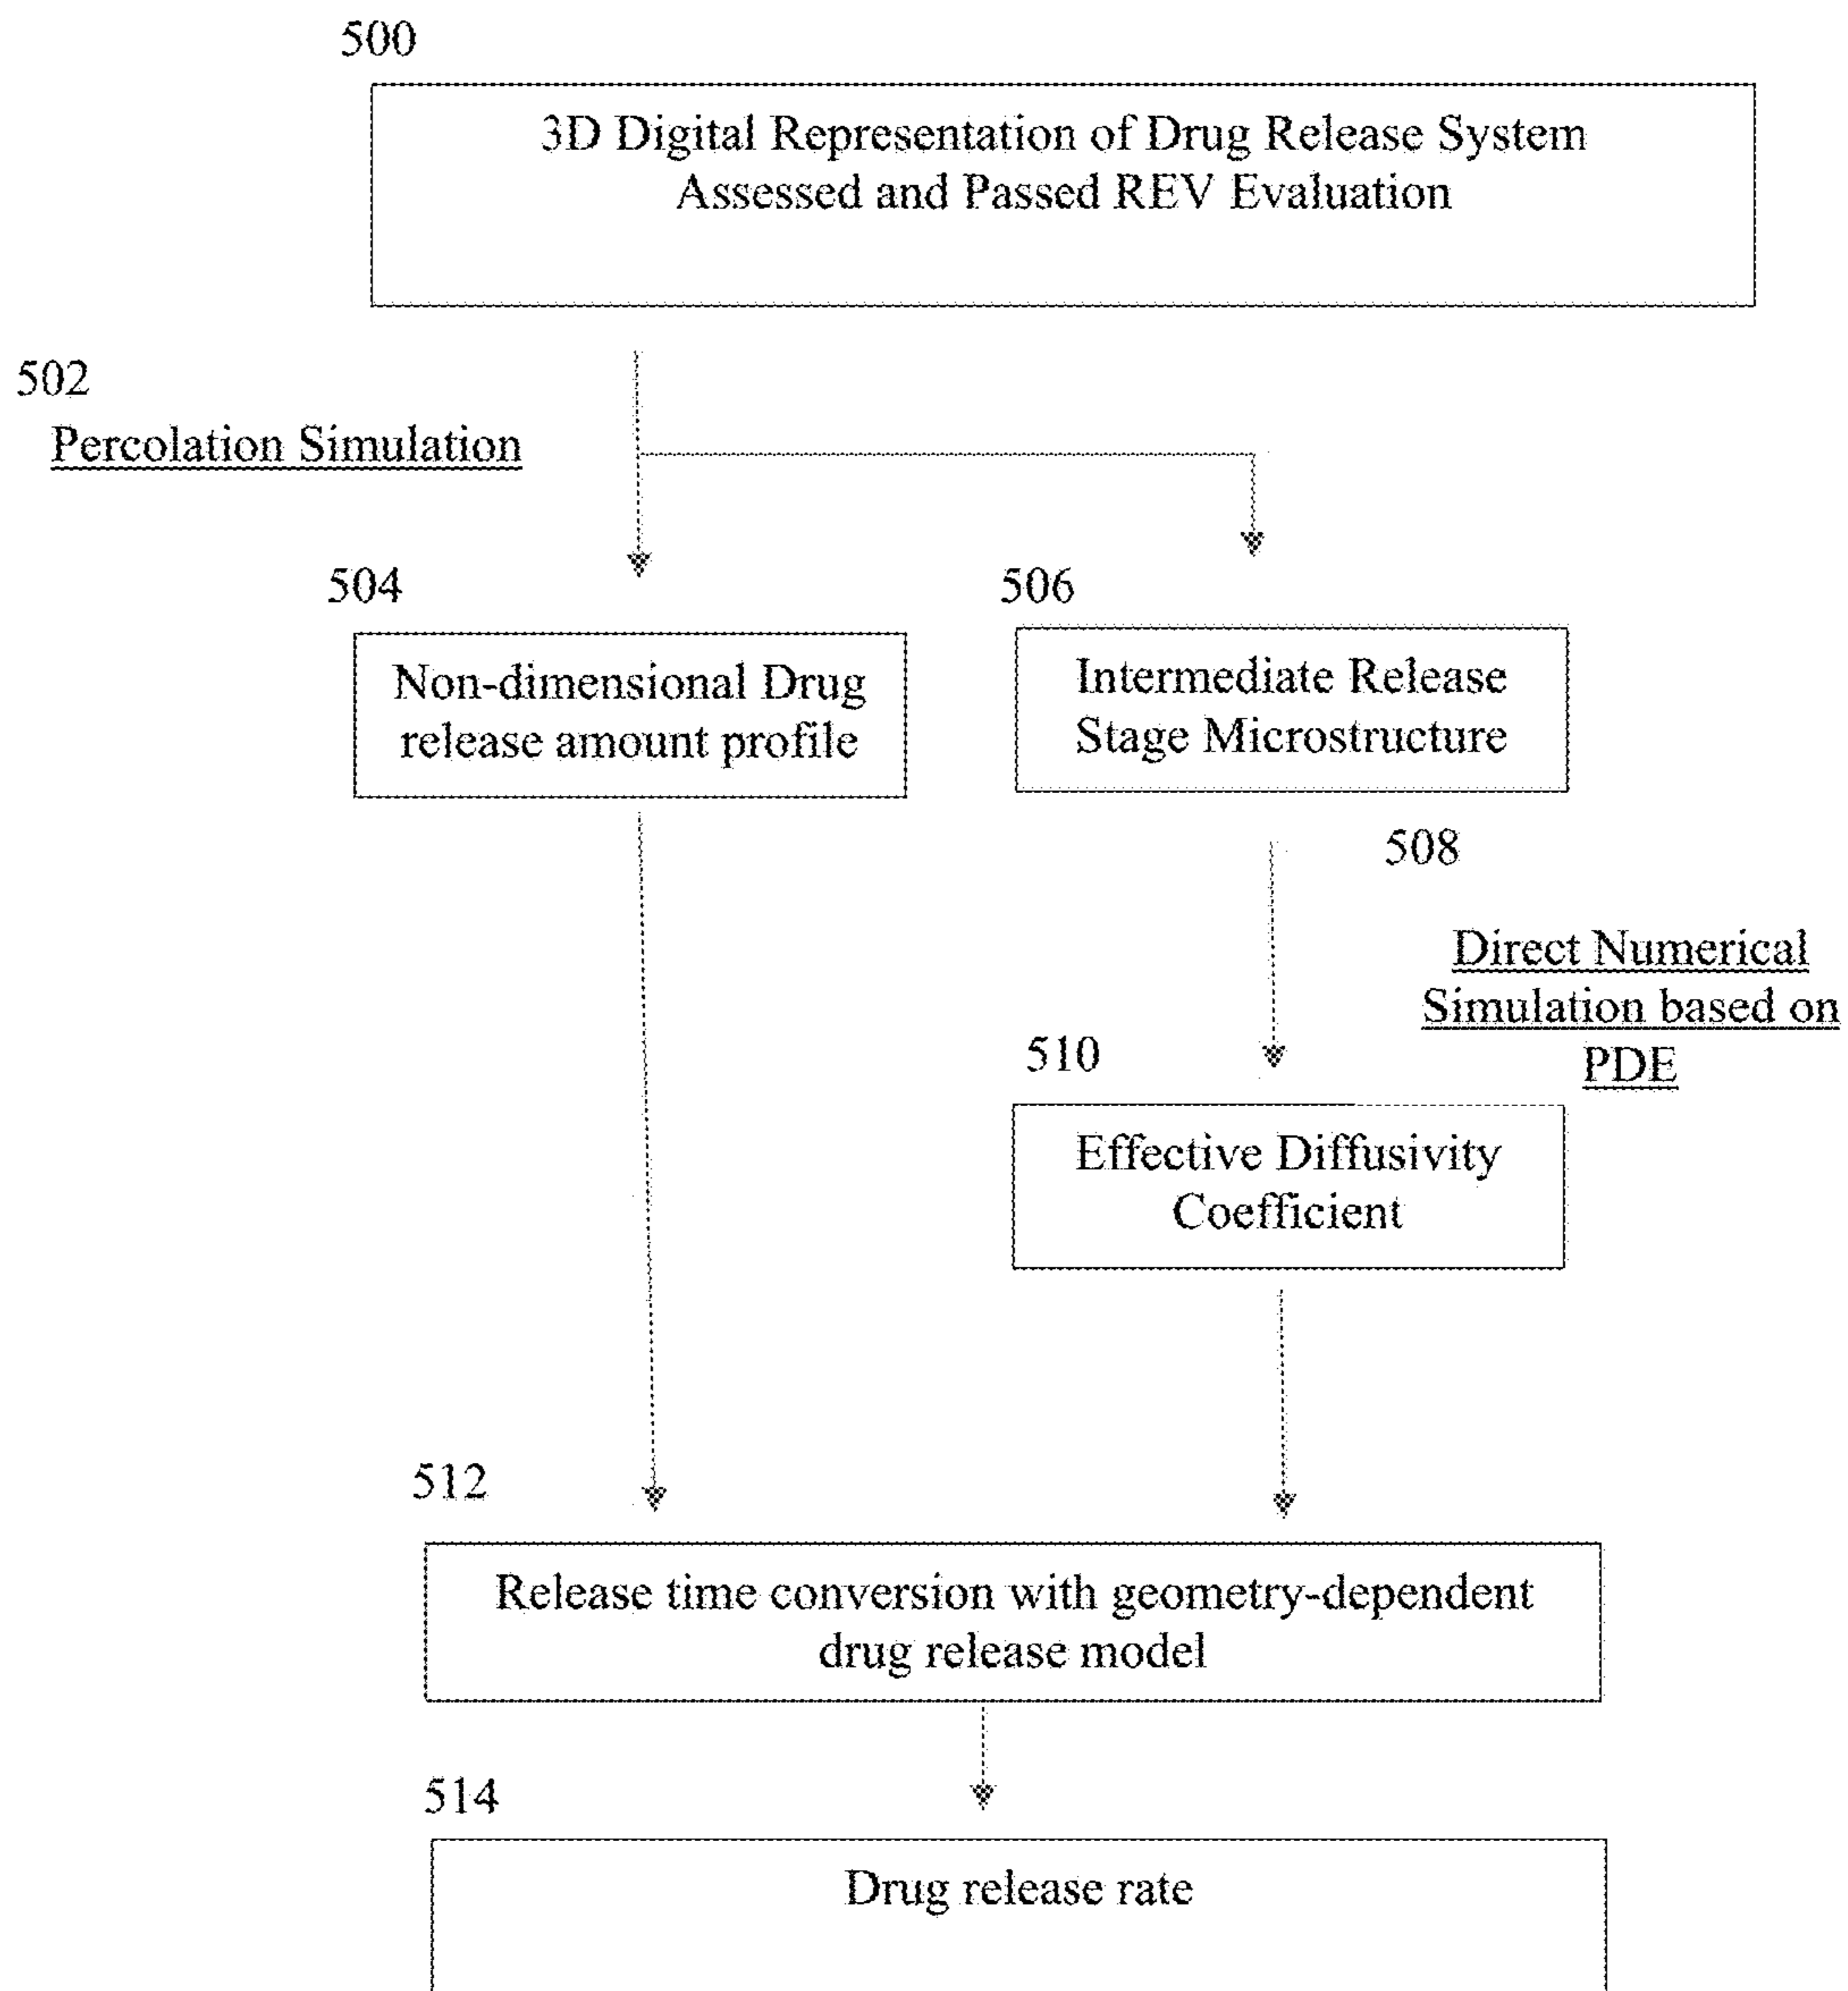 500
3D Digital Representation of Drug Release System
Assessed and Passed REV Evaluation
502
Percolation Simulation
504
Non-dimensional Drug
release amount profile
506
Intermediate Release
Stage Microstructure
508
Direct Numerical
Simulation based on
PDE
510
Effective Diffusivity
Coefficient
512
Release time conversion with geometry-dependent
drug release model
514
Drug release rate